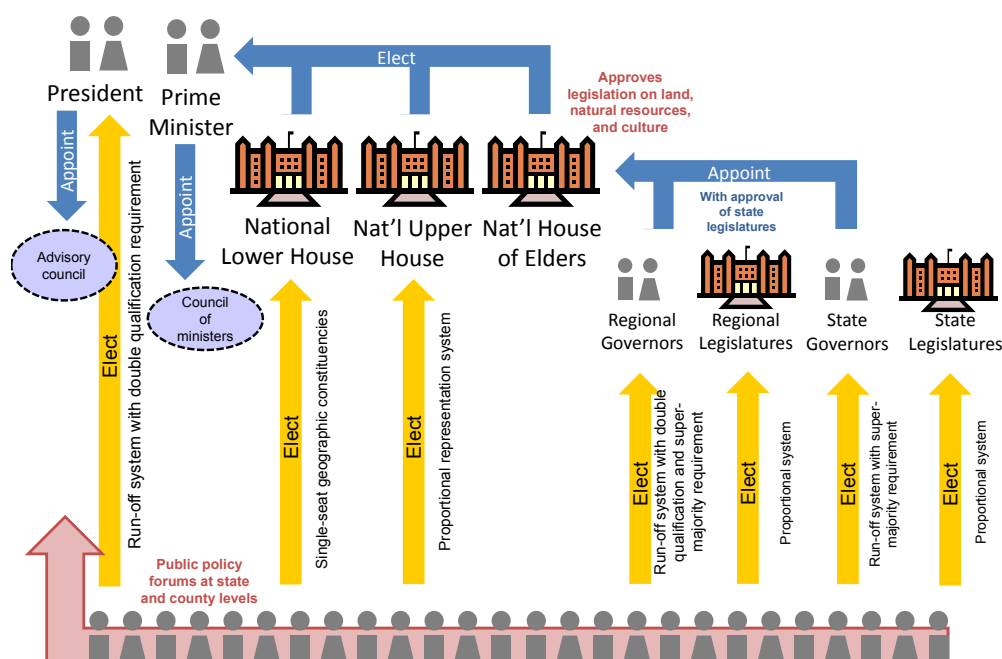 Elect
President
Prime
Minister
Approves
legislation on land,
natural resources,
and culture
Appoint
Appoint
Run-off system with double qualification requirement
Elect
Advisory
council
Council
of
ministers
National
Lower House
Nat’l Upper
House
Nat’l House
of Elders
Appoint
With approval
of state
legislatures
Regional
Governors
Regional
Legislatures
State
Governors
State
Legislatures
Elect
Single-seat geographic constituencies
Elect
Proportional representation system
Elect
Run-off system with double
qualification and super-
majority requirement
Elect
Proportional system
Elect
Run-off system with super-
majority requirement
Elect
Proportional system
Public policy
forums at state
and county levels